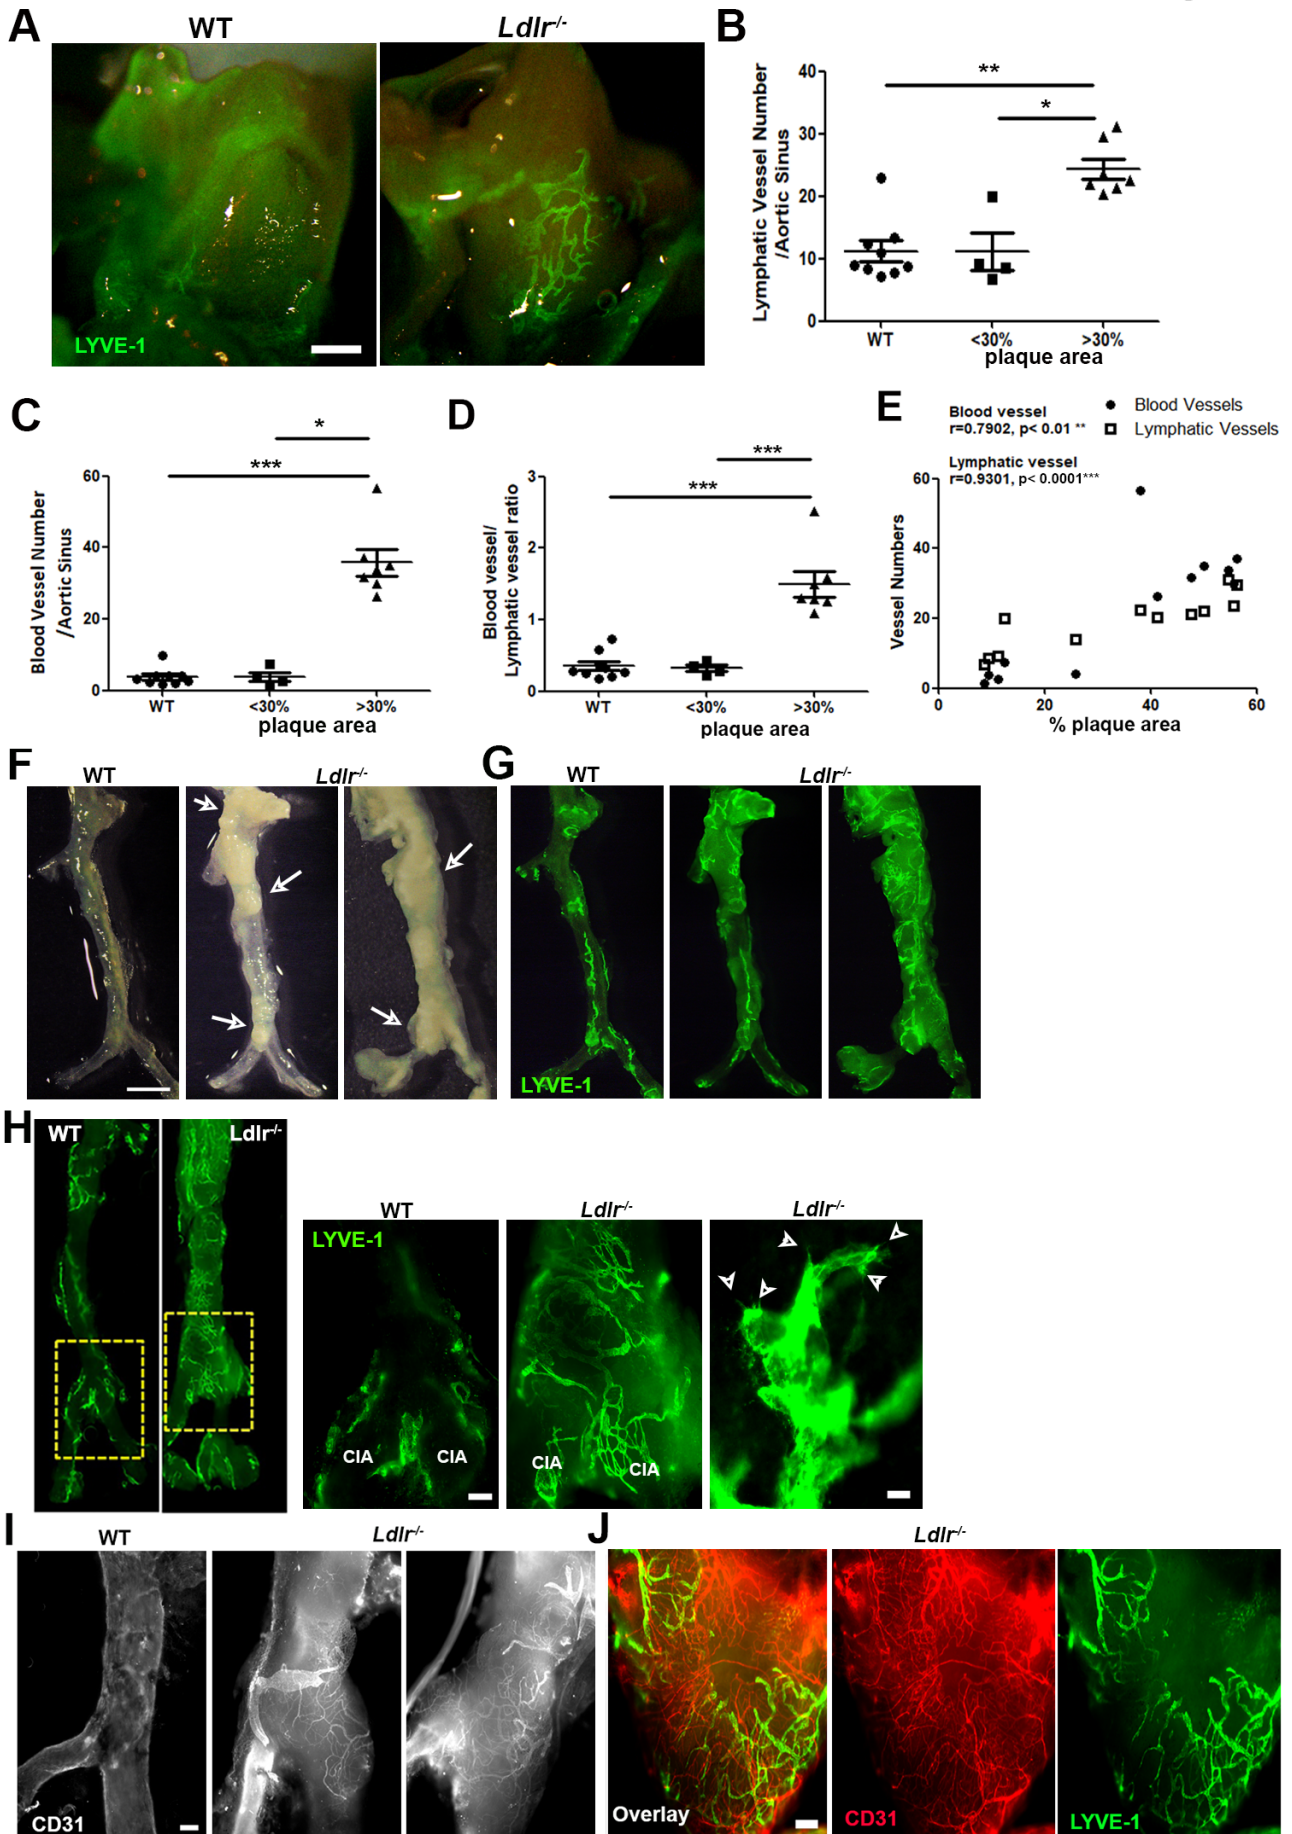 A
WT
Ldlr-/-
LYVE-1
B
Lymphatic Vessel Number
/Aortic Sinus
40
30
20
10
0
**
*
WT
<30%
>30%
plaque area
C
Blood Vessel Number
/Aortic Sinus
60
40
20
0
***
*
WT
<30%
>30%
plaque area
D
Blood vessel/
Lymphatic vessel ratio
3
2
1
0
***
***
WT
<30%
>30%
plaque area
E
Blood vessel
r=0.7902, p< 0.01 **
Lymphatic vessel
r=0.9301, p< 0.0001***
Blood Vessels
Lymphatic Vessels
Vessel Numbers
60
40
20
0
0
20
40
60
% plaque area
F
WT
Ldlr-/-
G
WT
Ldlr-/-
LYVE-1
H
WT
Ldlr-/-
WT
Ldlr-/-
Ldlr-/-
LYVE-1
CIA
CIA
CIA
CIA
I
WT
Ldlr-/-
CD31
J
Ldlr-/-
Overlay
CD31
LYVE-1